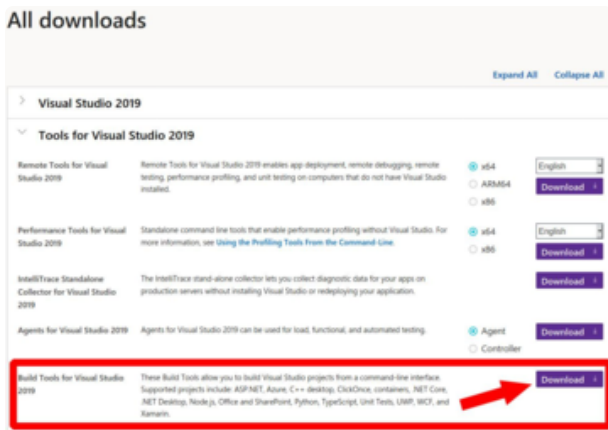 All downloads
Expand All Collapse All
Visual Studio 2019
Tools for Visual Studio 2019
Remote Tools for Visual Studio 2019
Remote Tools for Visual Studio 2019 enables app deployment, remote debugging, remote
testing, performance profiling, and unit testing on computers that do not have Visual Studio
installed.
x64
ARM64
x86
English
Download
Performance Tools for Visual
Studio 2019
Standalone command line tools that enable performance profiling without Visual Studio. For
more information, see Using the Profiling Tools From the Command-Line.
x64
x86
English
Download
IntelliTrace Standalone
Collector for Visual Studio
2019
The IntelliTrace stand-alone collector lets you collect diagnostic data for your apps on
production servers without installing Visual Studio or redeploying your application.
Download
Agents for Visual Studio 2019
Agents for Visual Studio 2019 can be used for load, functional, and automated testing.
Agent
Controller
Download
Build Tools for Visual Studio
2019
These Build Tools allow you to build Visual Studio projects from a command-line interface.
Supported projects include: ASP.NET, Azure, C++ desktop, ClickOnce, containers, .NET Core,
.NET Desktop, Node.js, Office and SharePoint, Python, TypeScript, Unit Tests, UWP, WCF, and
Xamarin.
Download